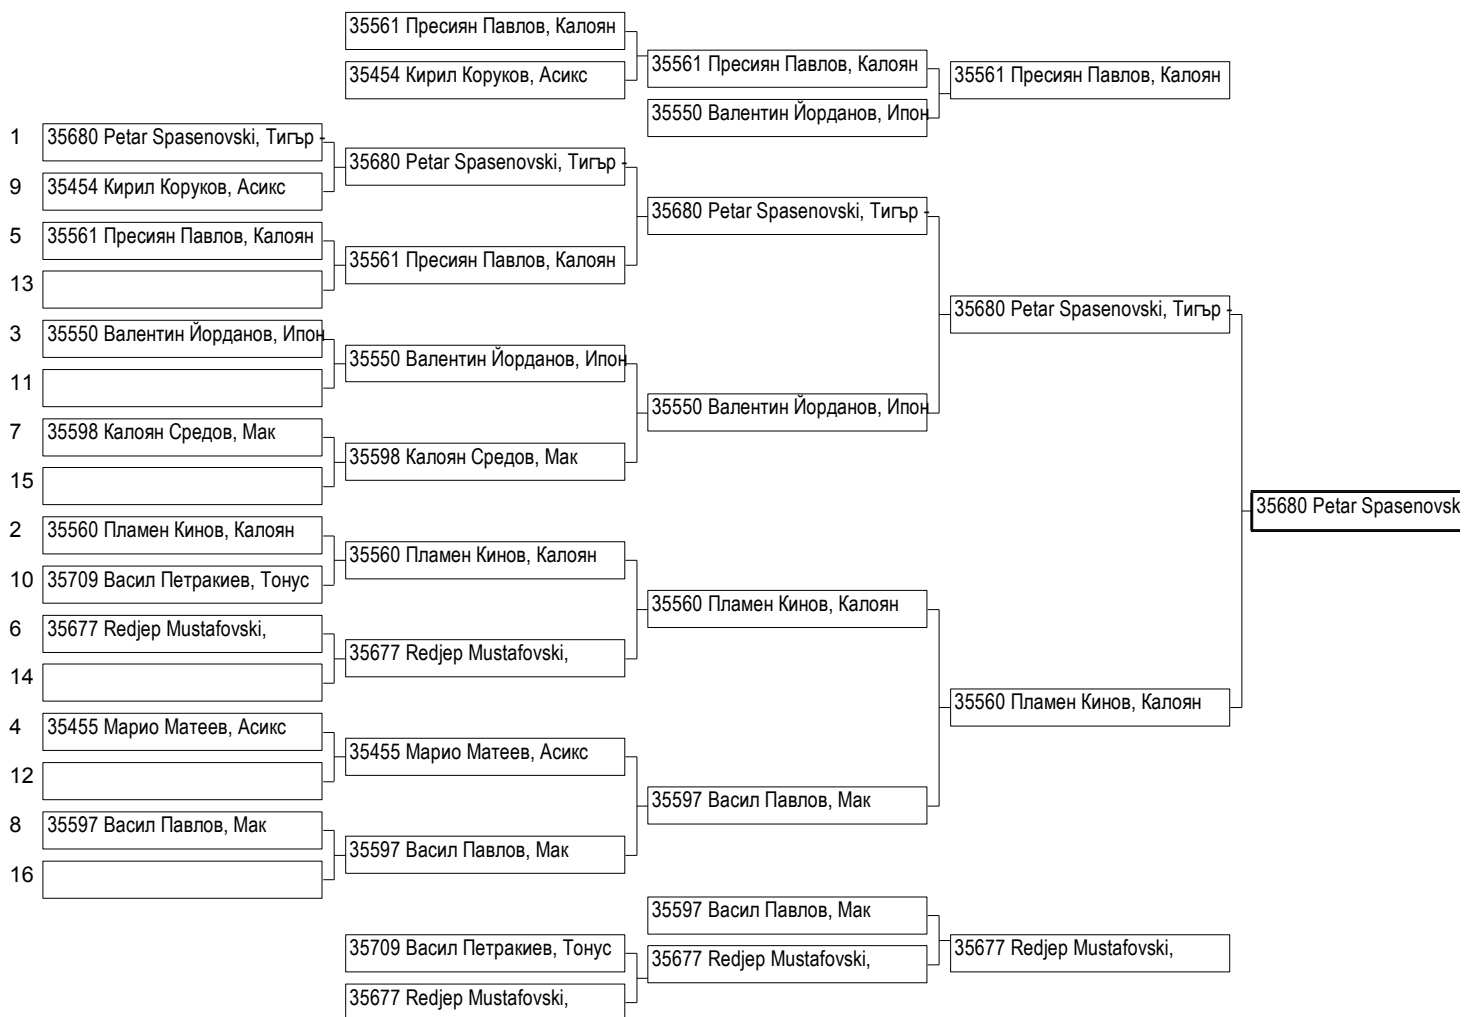 35561 Пресиян Павлов, Калоян
35454 Кирил Коруков, Асикс
35561 Пресиян Павлов, Калоян
35550 Валентин Йорданов, Ипон
35561 Пресиян Павлов, Калоян
1 35680 Petar Spasenovski, Тигър -
9 35454 Кирил Коруков, Асикс
5 35561 Пресиян Павлов, Калоян
13
3 35550 Валентин Йорданов, Ипон
11
7 35598 Калоян Средов, Мак
15
2 35560 Пламен Кинов, Калоян
10 35709 Васил Петракиев, Тонус
6 35677 Redjep Mustafovski,
14
4 35455 Марио Матеев, Асикс
12
8 35597 Васил Павлов, Мак
16
35680 Petar Spasenovski, Тигър -
35561 Пресиян Павлов, Калоян
35550 Валентин Йорданов, Ипон
35598 Калоян Средов, Мак
35560 Пламен Кинов, Калоян
35677 Redjep Mustafovski,
35455 Марио Матеев, Асикс
35597 Васил Павлов, Мак
35680 Petar Spasenovski, Тигър -
35550 Валентин Йорданов, Ипон
35560 Пламен Кинов, Калоян
35597 Васил Павлов, Мак
35680 Petar Spasenovski, Тигър -
35560 Пламен Кинов, Калоян
35680 Petar Spasenovsk
35709 Васил Петракиев, Тонус
35677 Redjep Mustafovski,
35597 Васил Павлов, Мак
35677 Redjep Mustafovski,
35677 Redjep Mustafovski,